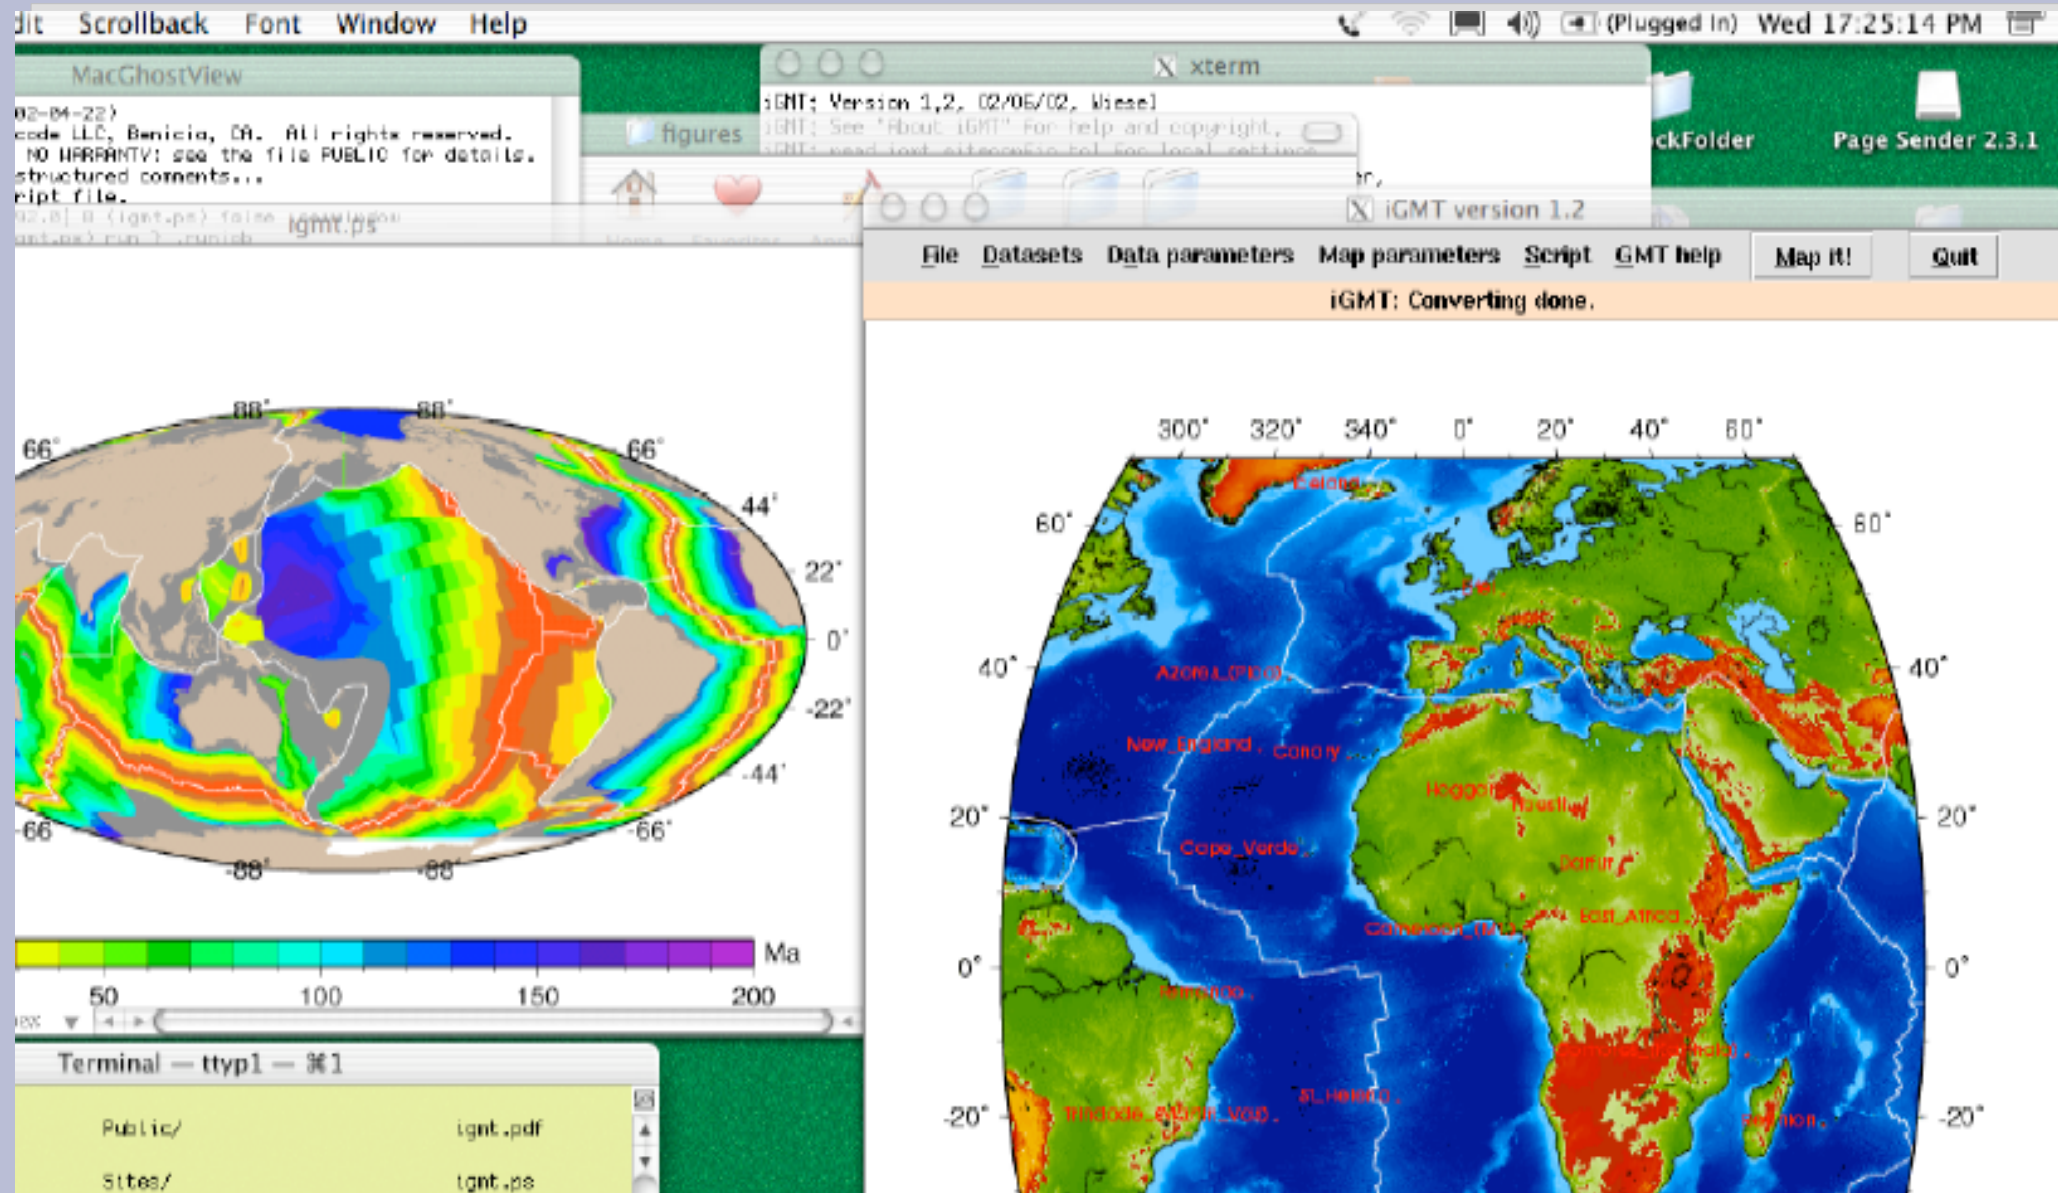 dit Scrollback Font Window Help
(Plugged In) Wed 17:25:14 PM
MacGhostView
02-04-22)
code LLC, Benicia, CA. All rights reserved.
NO WARRANTY: see the file PUBLIC for details.
structured comments...
ript file.
igmt.ps
figures
xterm
iGMT: Version 1.2, 02/06/02, Wiesel
iGMT: See "About iGMT" for help and copyright,
er,
ckFolder
Page Sender 2.3.1
iGMT version 1.2
File Datasets Data parameters Map parameters Script GMT help Map it! Quit
iGMT: Converting done.
88° 88°
66° 66°
44°
22°
0°
-22°
-44°
-66° -66°
-88° -88°
Ma
50 100 150 200
Terminal — ttyp1 — ⌘1
Public/ igmt.pdf
Sites/ igmt.ps
300° 320° 340° 0° 20° 40° 60°
Iceland
60° 60°
40° 40°
Azores_(Pico)
New_England
Canary
Hoggar
20° 20°
Cape_Verde
Darfur
East_Africa
0° 0°
St_Helena
-20° -20°
Reunion